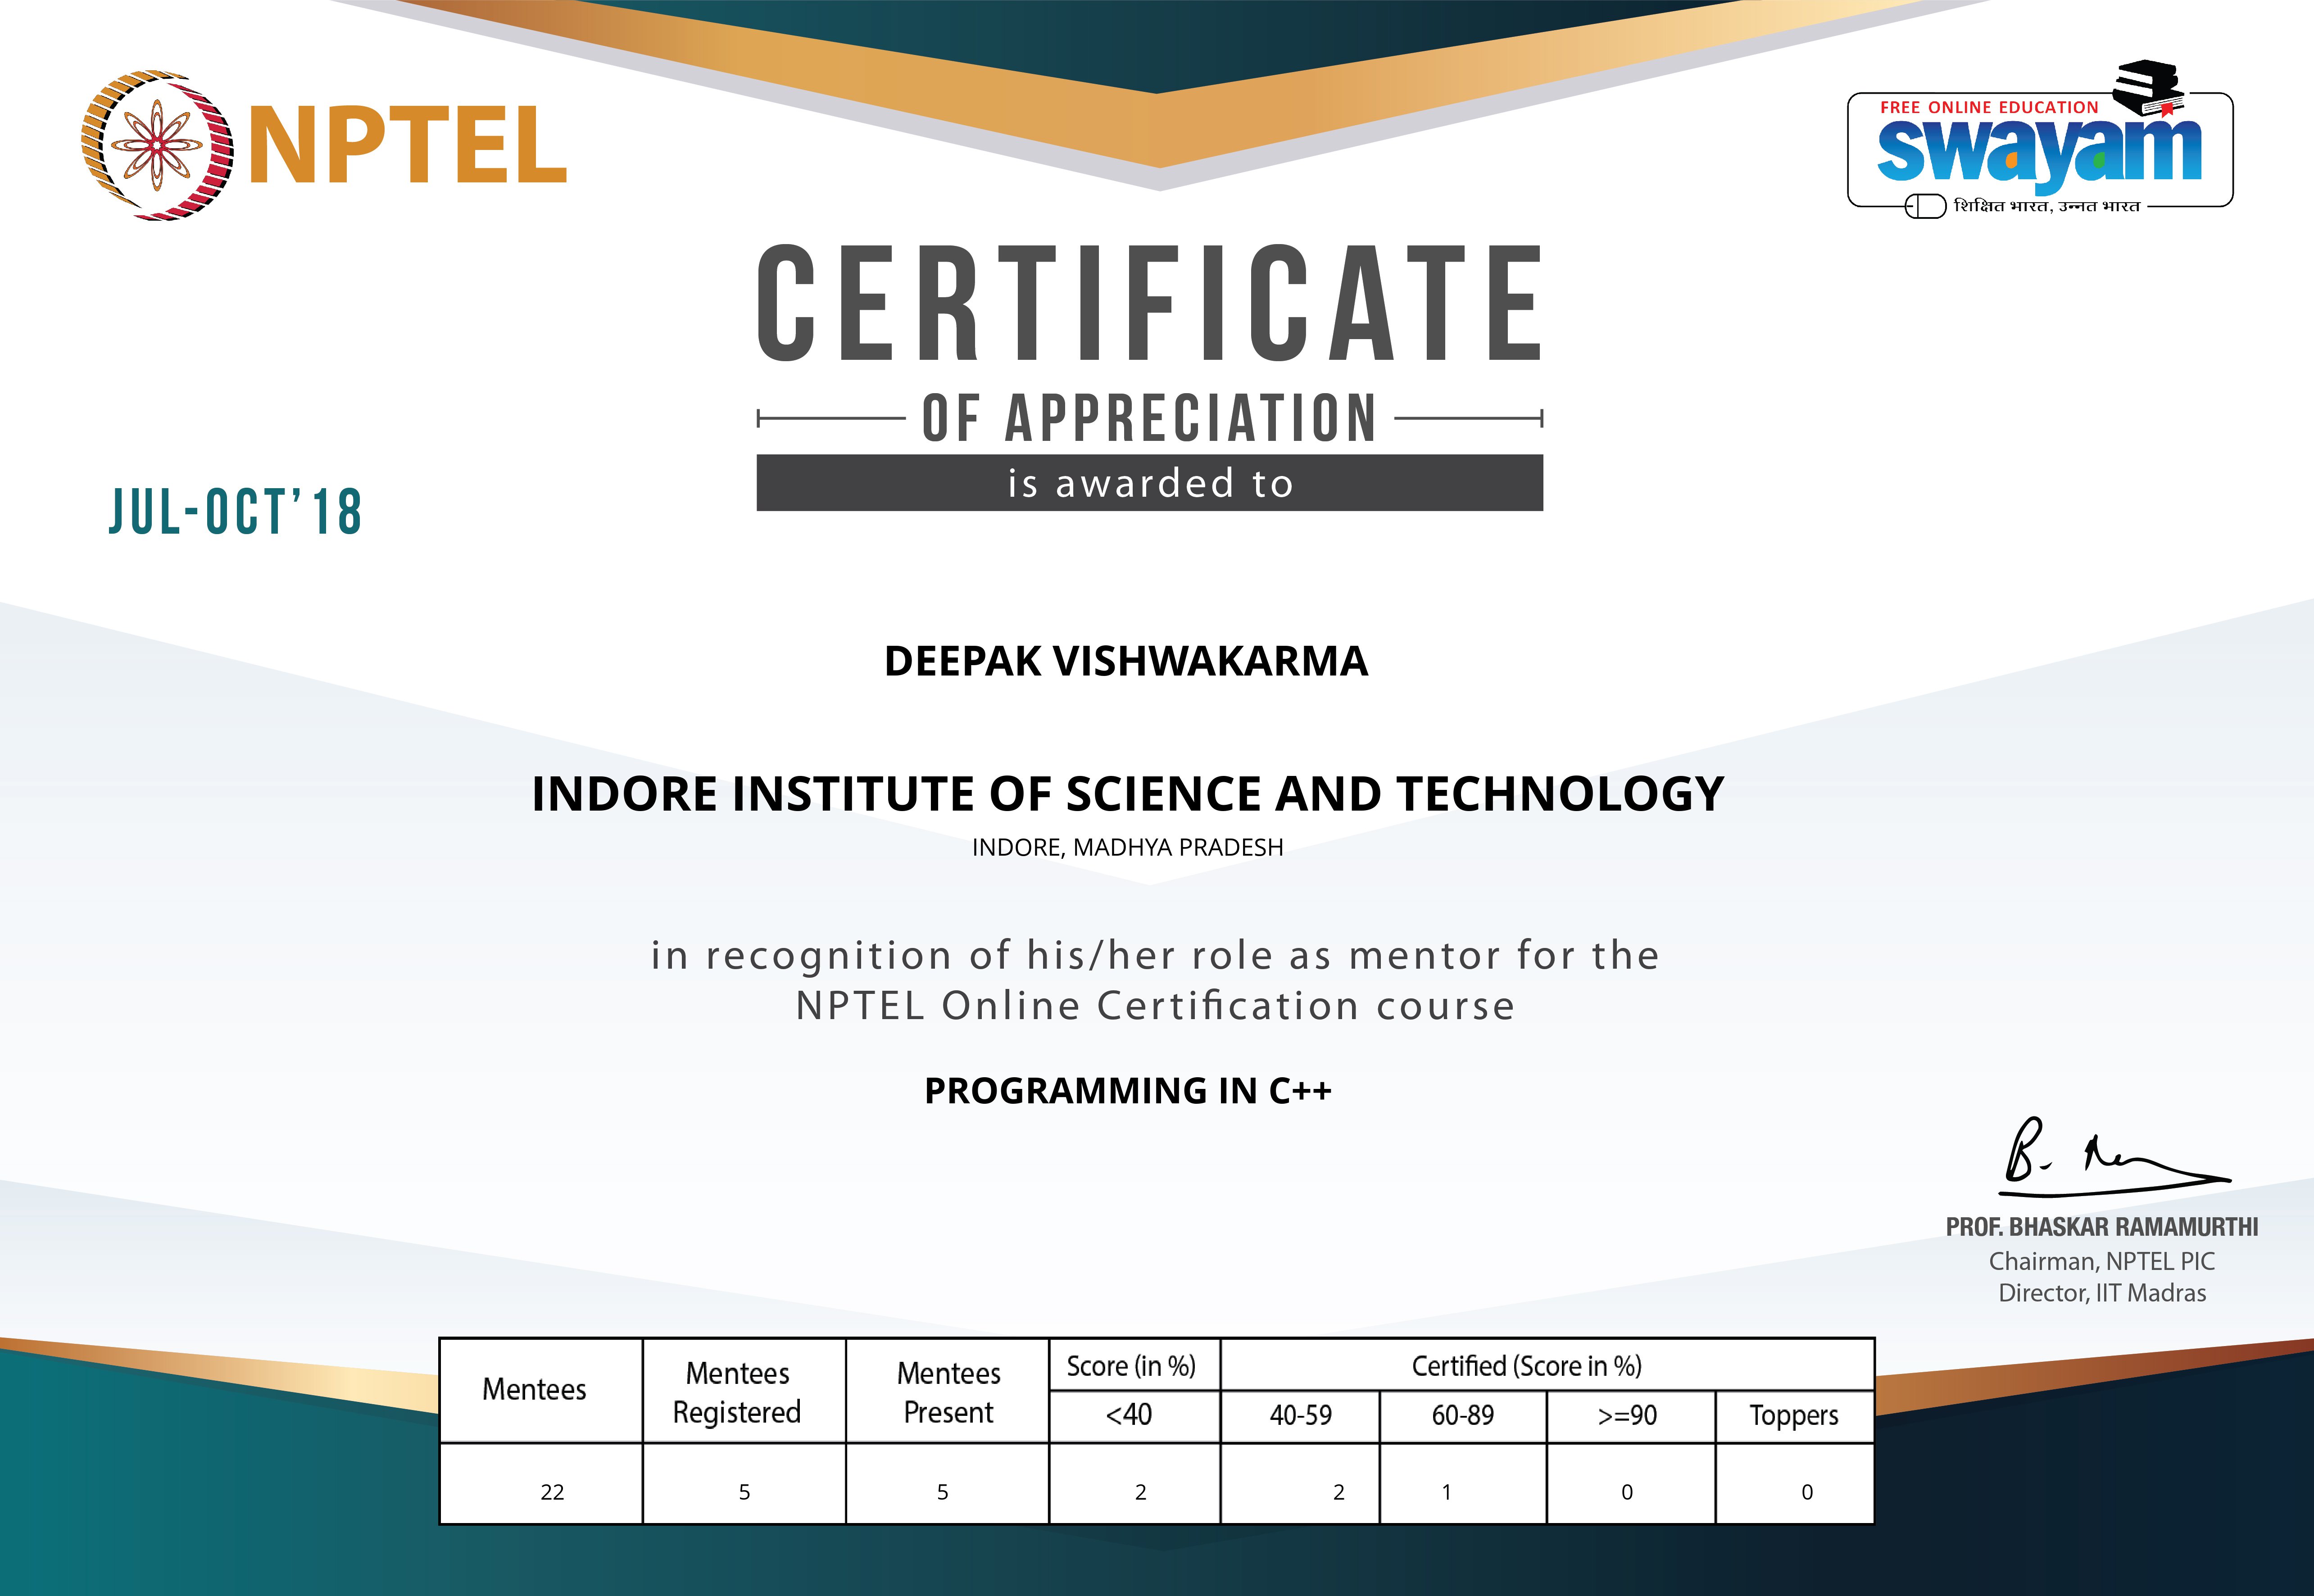 NPTEL
FREE ONLINE EDUCATION
swayam
शिक्षित भारत, उन्नत भारत
CERTIFICATE
OF APPRECIATION
is awarded to
JUL-OCT’18
DEEPAK VISHWAKARMA
INDORE INSTITUTE OF SCIENCE AND TECHNOLOGY
INDORE, MADHYA PRADESH
in recognition of his/her role as mentor for the
NPTEL Online Certification course
PROGRAMMING IN C++
B. Ram
PROF. BHASKAR RAMAMURTHI
Chairman, NPTEL PIC
Director, IIT Madras
Mentees
Mentees
Registered
Mentees
Present
Score (in %)
Certified (Score in %)
<40 40-59 60-89 >=90 Toppers
22 5 5 2 2 1 0 0